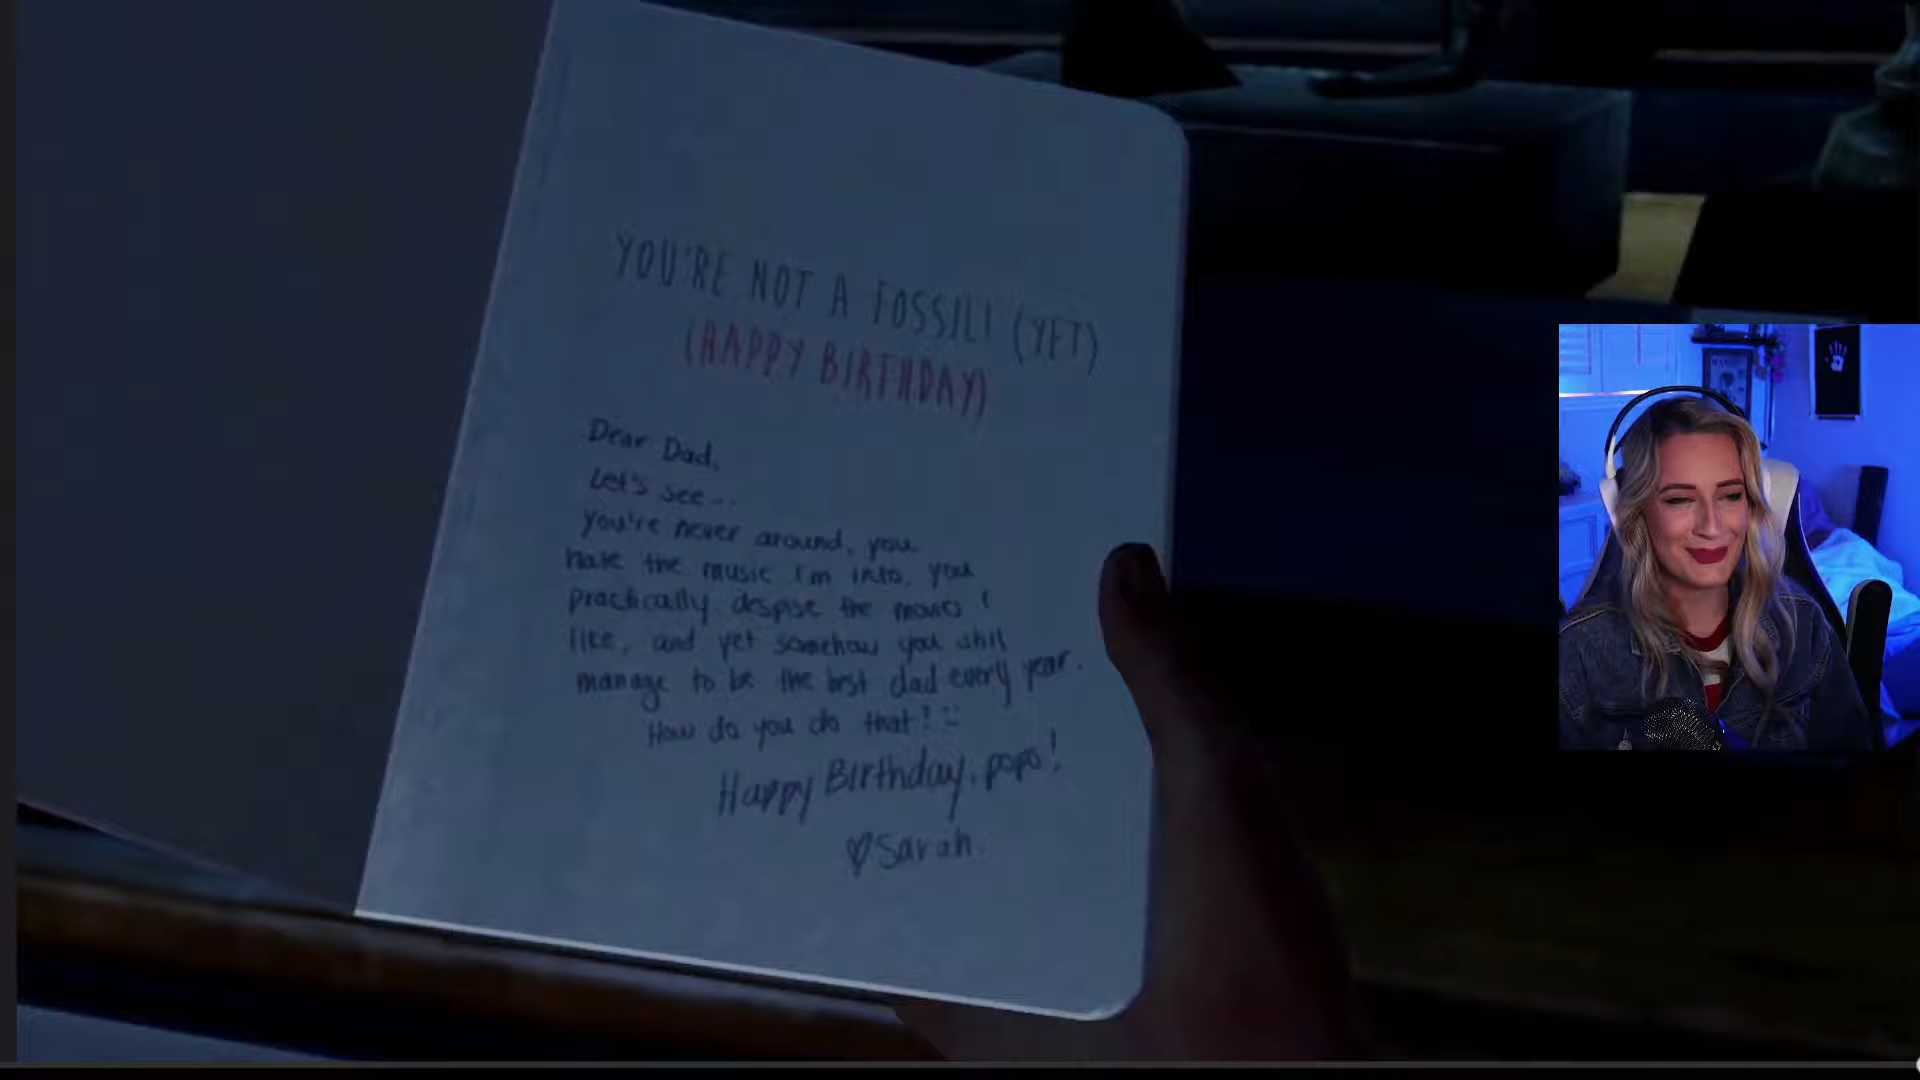 YOU'RE NOT A FOSSIL! (YET)
(HAPPY BIRTHDAY)
Dear Dad,
Let's see...
You're never around, you
hate the music I'm into, you
practically despise the movies I
like, and yet somehow you still
manage to be the best dad every year.
How do you do that? :)
Happy Birthday, pops!
♡ Sarah.